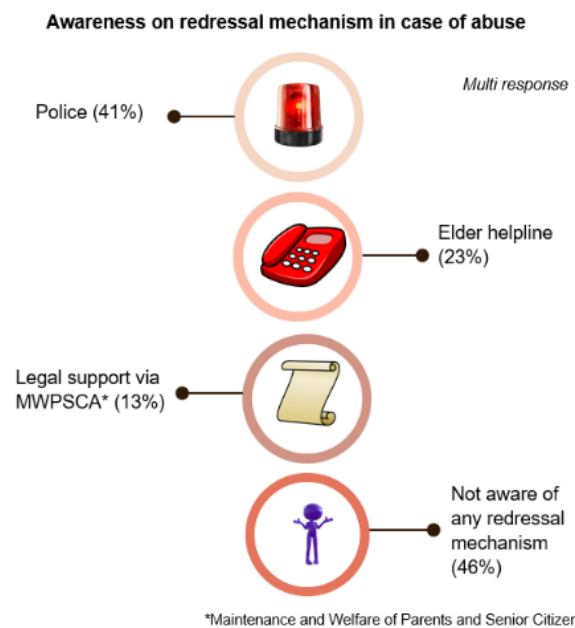 Awareness on redressal mechanism in case of abuse
Multi response
Police (41%)
Elder helpline
(23%)
Legal support via
MWPSCA* (13%)
Not aware of
any redressal
mechanism
(46%)
*Maintenance and Welfare of Parents and Senior Citizer